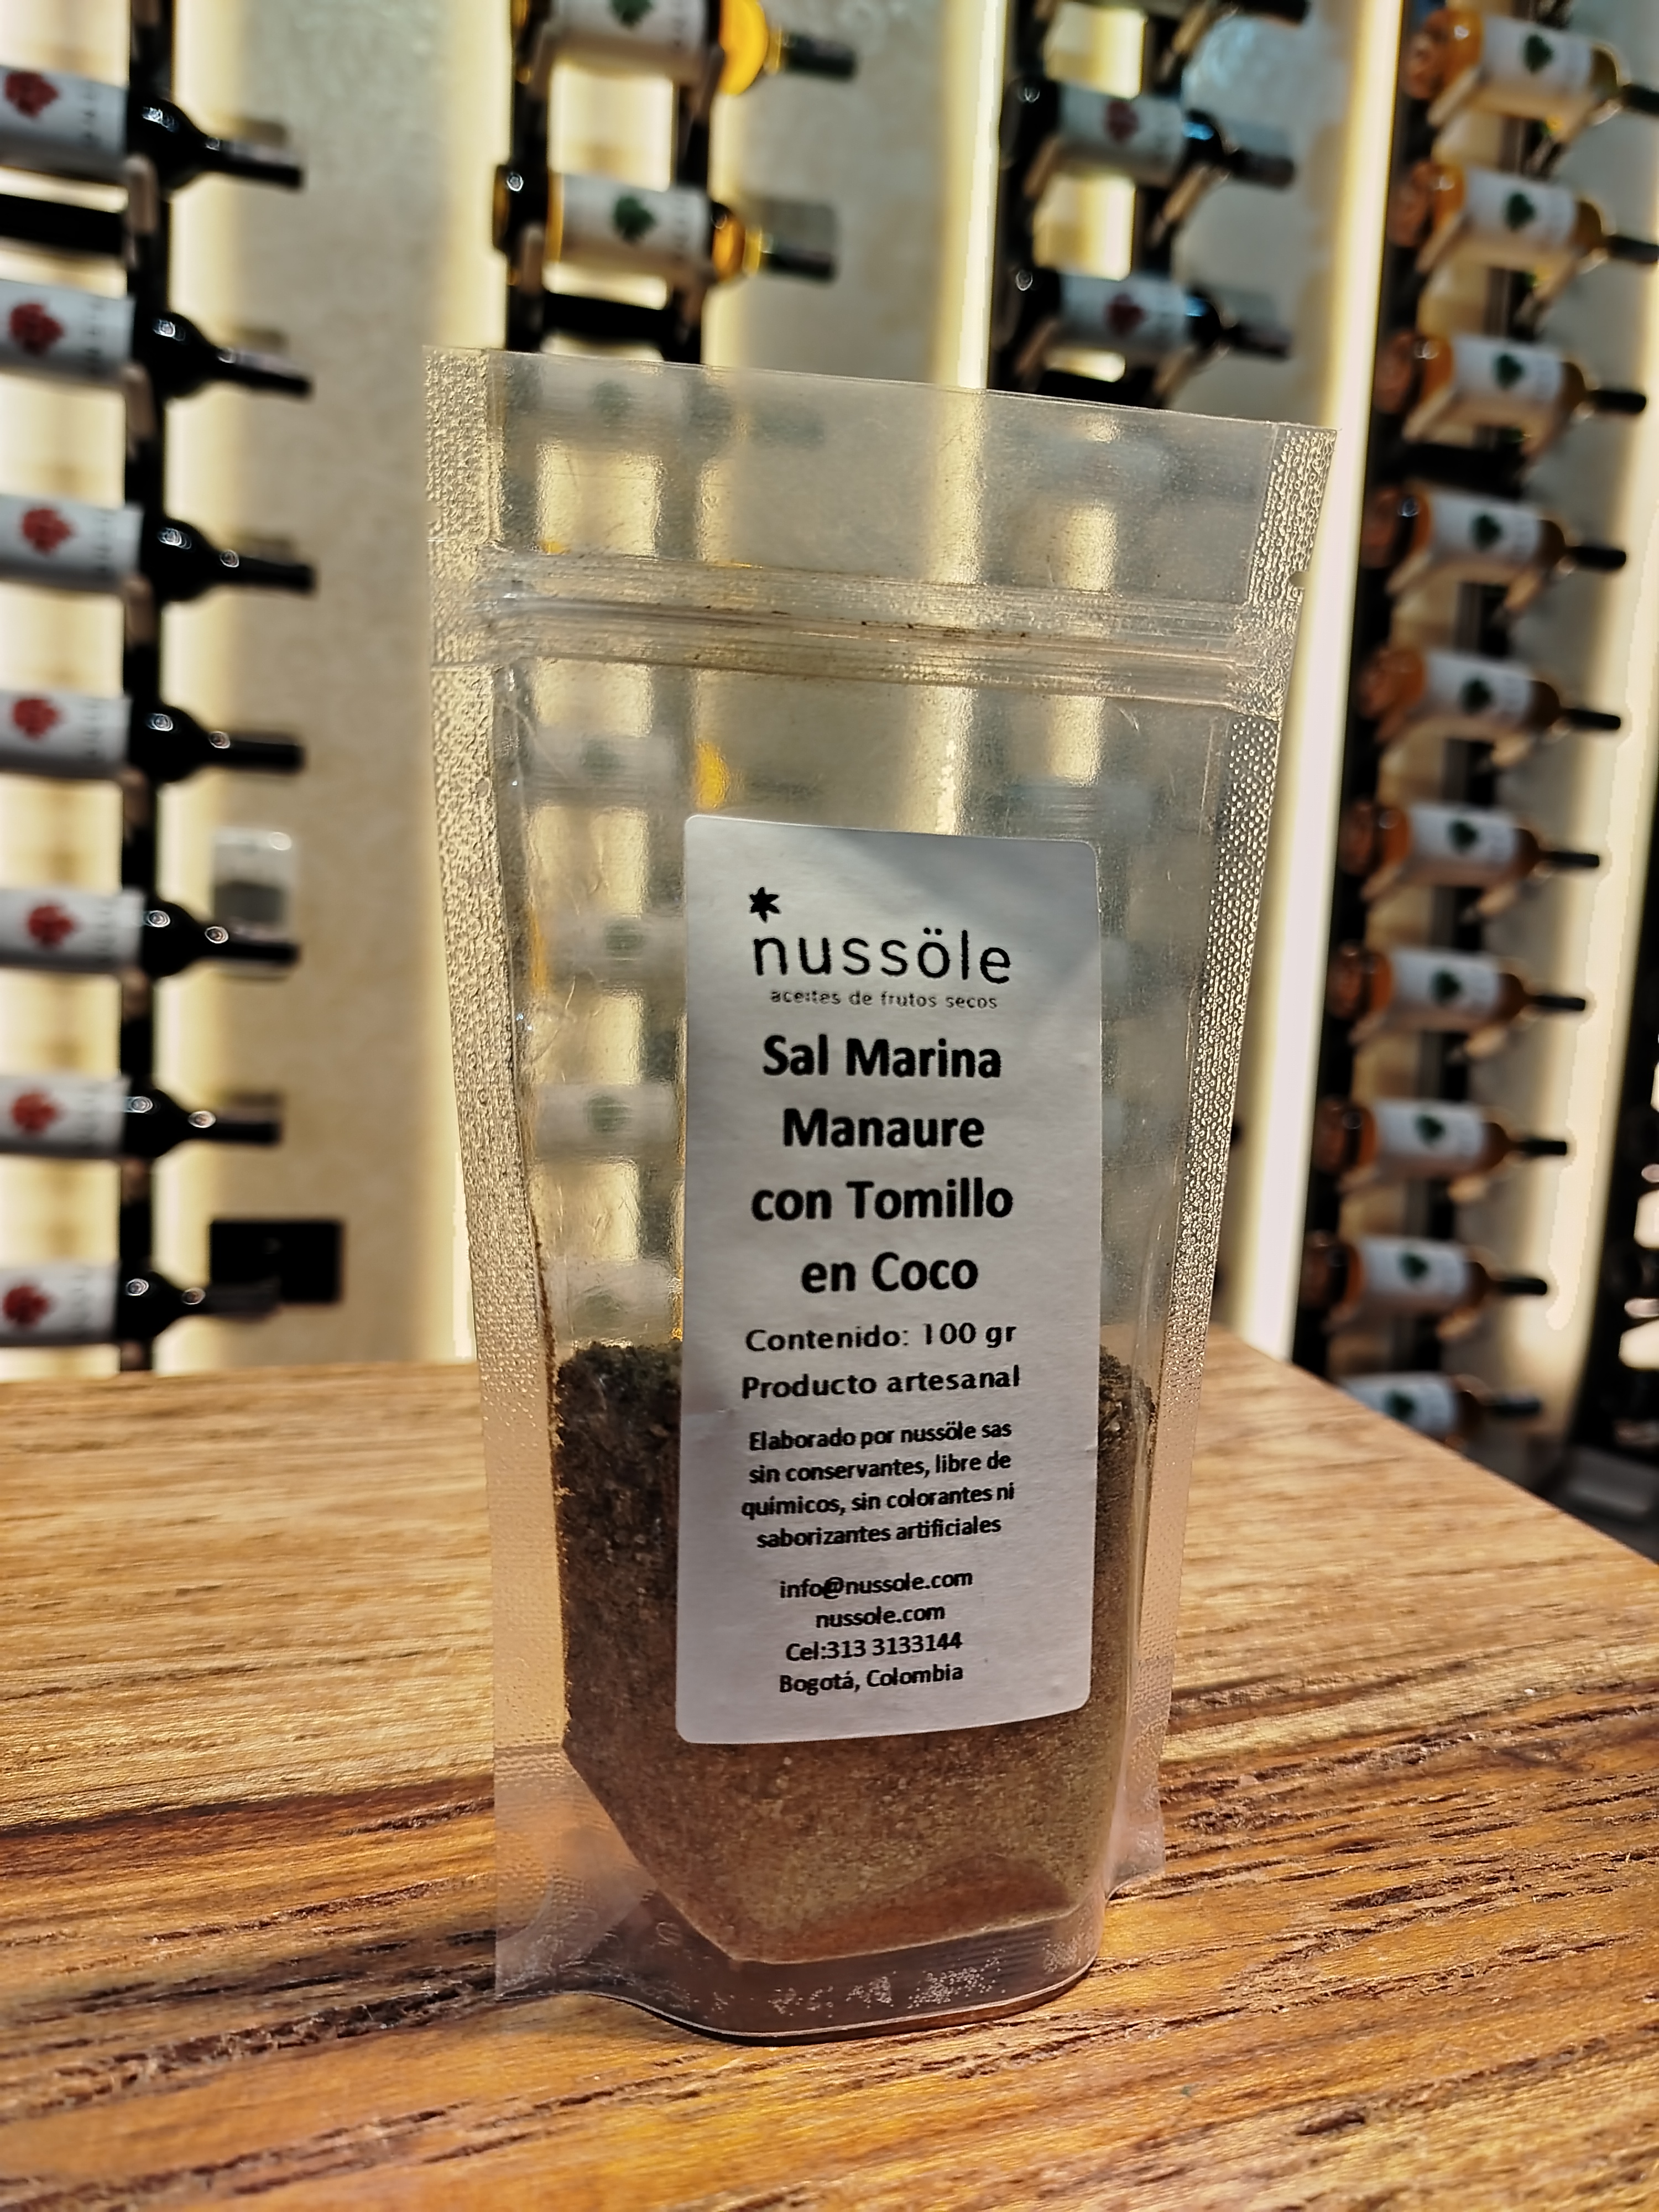 nussöle
aceites de frutos secos
Sal Marina
Manaure
con Tomillo
en Coco
Contenido: 100 gr
Producto artesanal
Elaborado por nussöle sas
sin conservantes, libre de
químicos, sin colorantes ni
saborizantes artificiales
info@nussole.com
nussole.com
Cel:313 3133144
Bogotá, Colombia